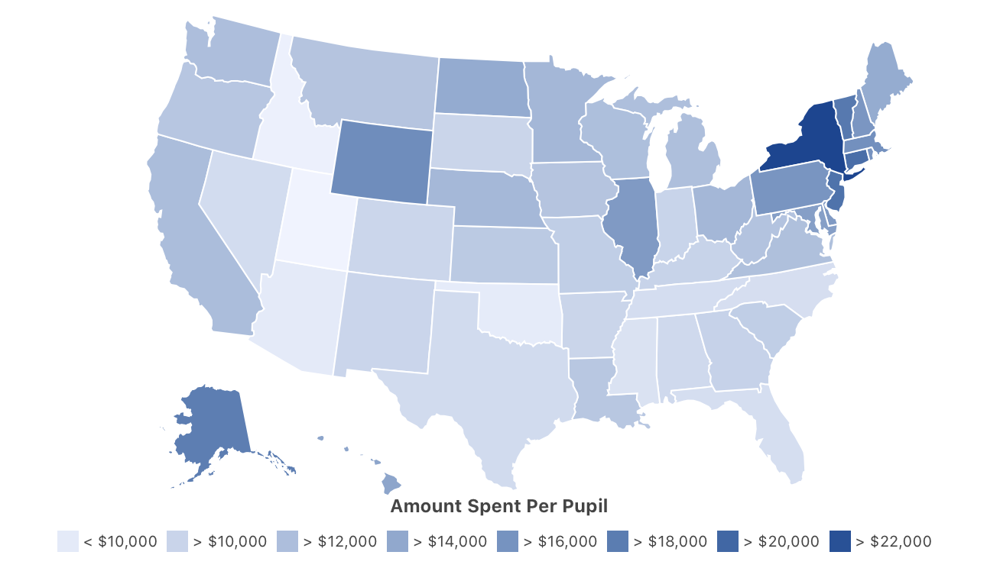 Amount Spent Per Pupil
< $10,000 > $10,000 > $12,000 > $14,000 > $16,000 > $18,000 > $20,000 > $22,000